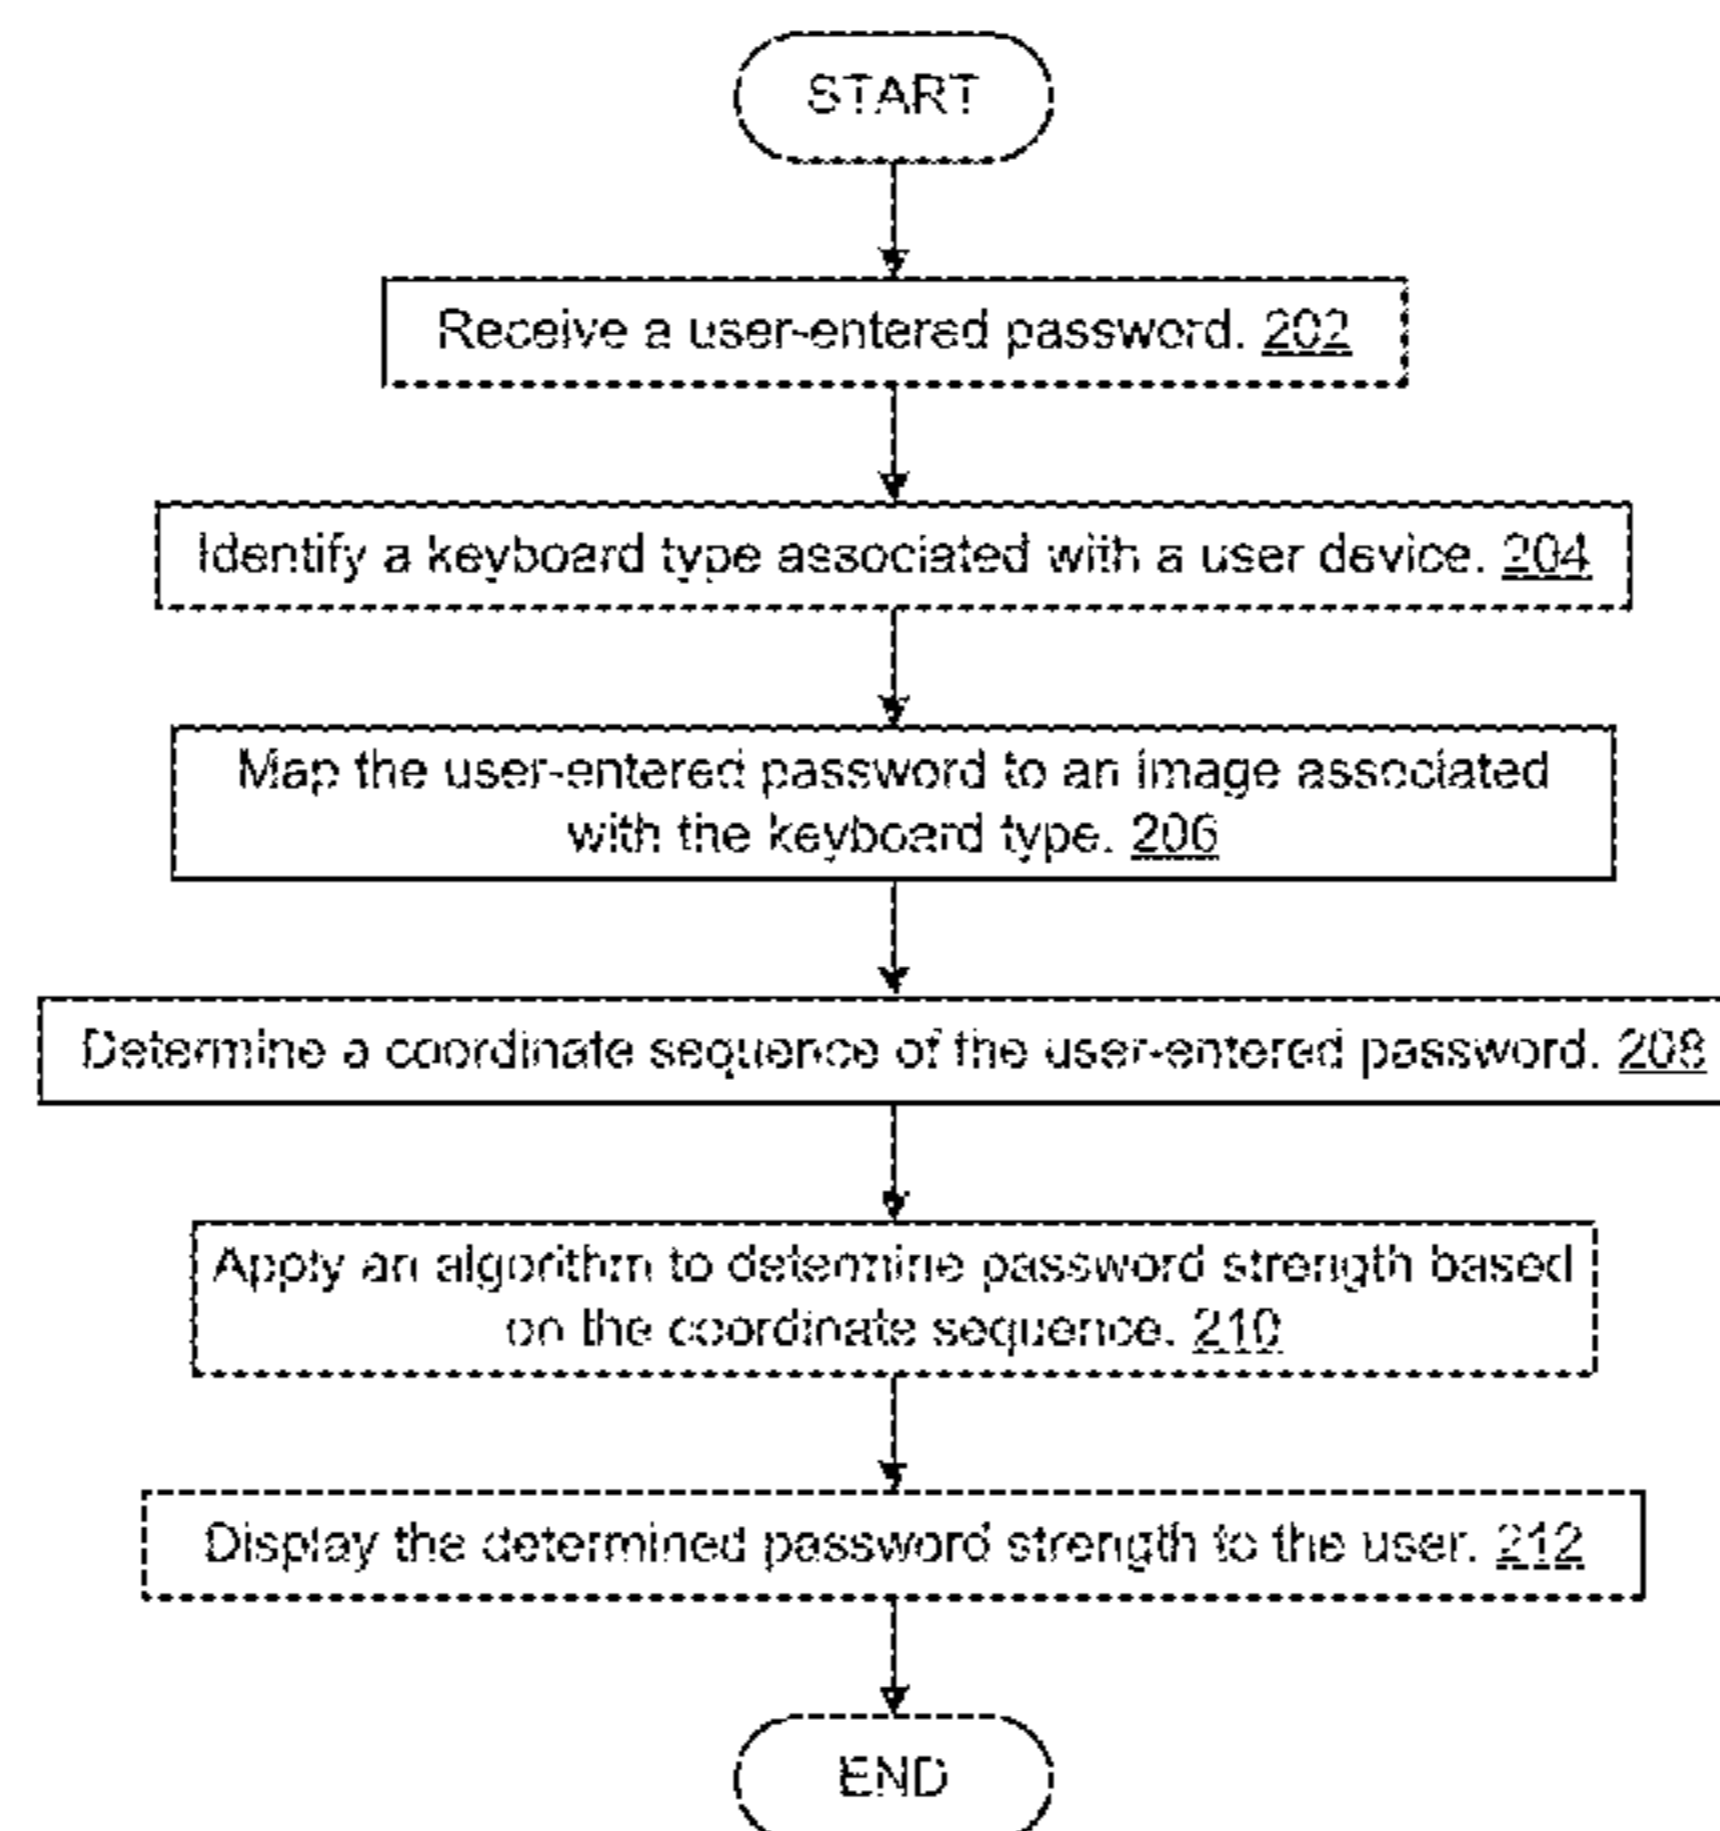 START
Receive a user-entered password. 202
Identify a keyboard type associated with a user device. 204
Map the user-entered password to an image associated
with the keyboard type. 206
Determine a coordinate sequence of the user-entered password. 208
Apply an algorithm to determine password strength based
on the coordinate sequence. 210
Display the determined password strength to the user. 212
END